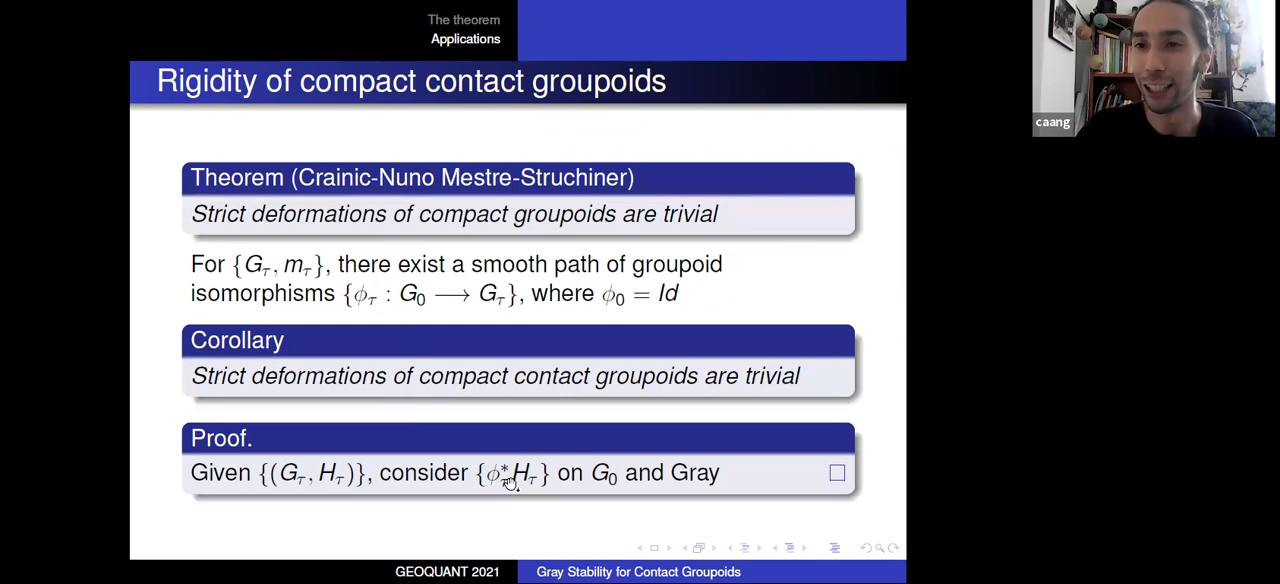 The theorem
Applications
Rigidity of compact contact groupoids
Theorem (Crainic-Nuno Mestre-Struchiner)
Strict deformations of compact groupoids are trivial
For {G_τ, m_τ}, there exist a smooth path of groupoid
isomorphisms {ϕ_τ : G_0 ⟶ G_τ}, where ϕ_0 = Id
Corollary
Strict deformations of compact contact groupoids are trivial
Proof.
Given {(G_τ, H_τ)}, consider {ϕ_τ^* H_τ} on G_0 and Gray □
GEOQUANT 2021
Gray Stability for Contact Groupoids
caang